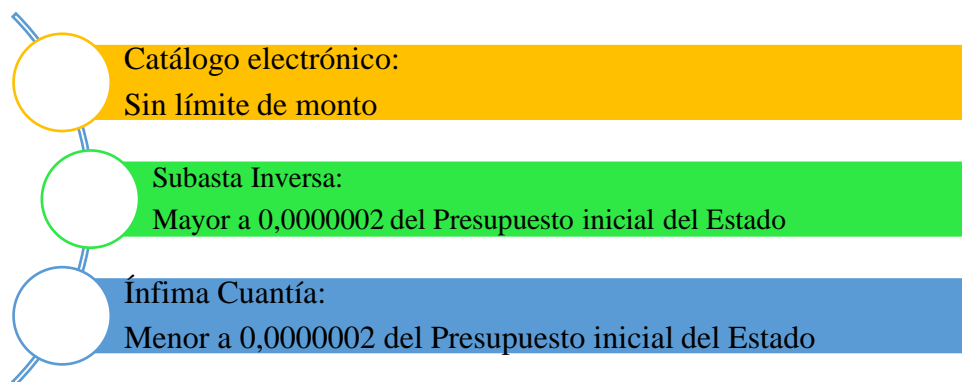 Catálogo electrónico:
Sin límite de monto
Subasta Inversa:
Mayor a 0,0000002 del Presupuesto inicial del Estado
Ínfima Cuantía:
Menor a 0,0000002 del Presupuesto inicial del Estado